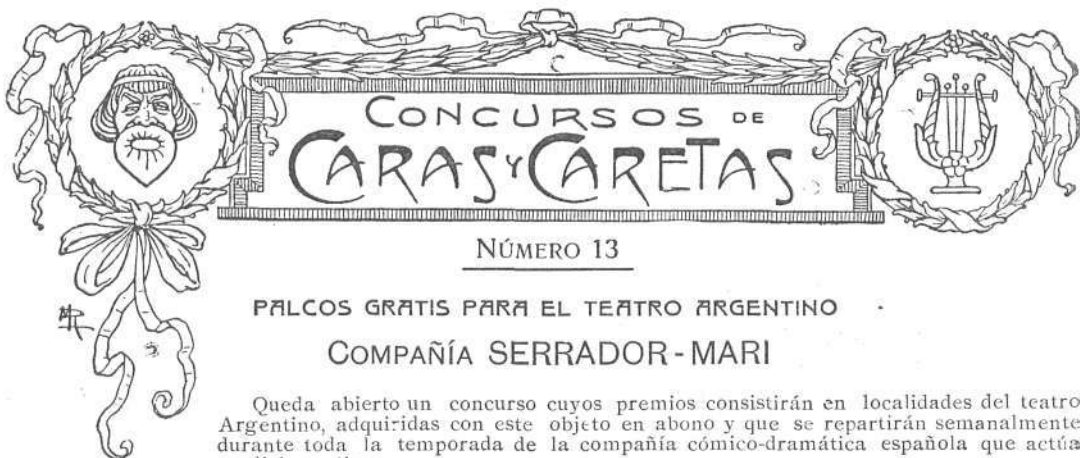 CONCURSOS DE
CARAS Y CARETAS
NÚMERO 13
PALCOS GRATIS PARA EL TEATRO ARGENTINO
COMPAÑÍA SERRADOR - MARI
Queda abierto un concurso cuyos premios consistirán en localidades del teatro
Argentino, adquiridas con este objeto en abono y que se repartirán semanalmente
durante toda la temporada de la compañía cómico-dramática española que actúa